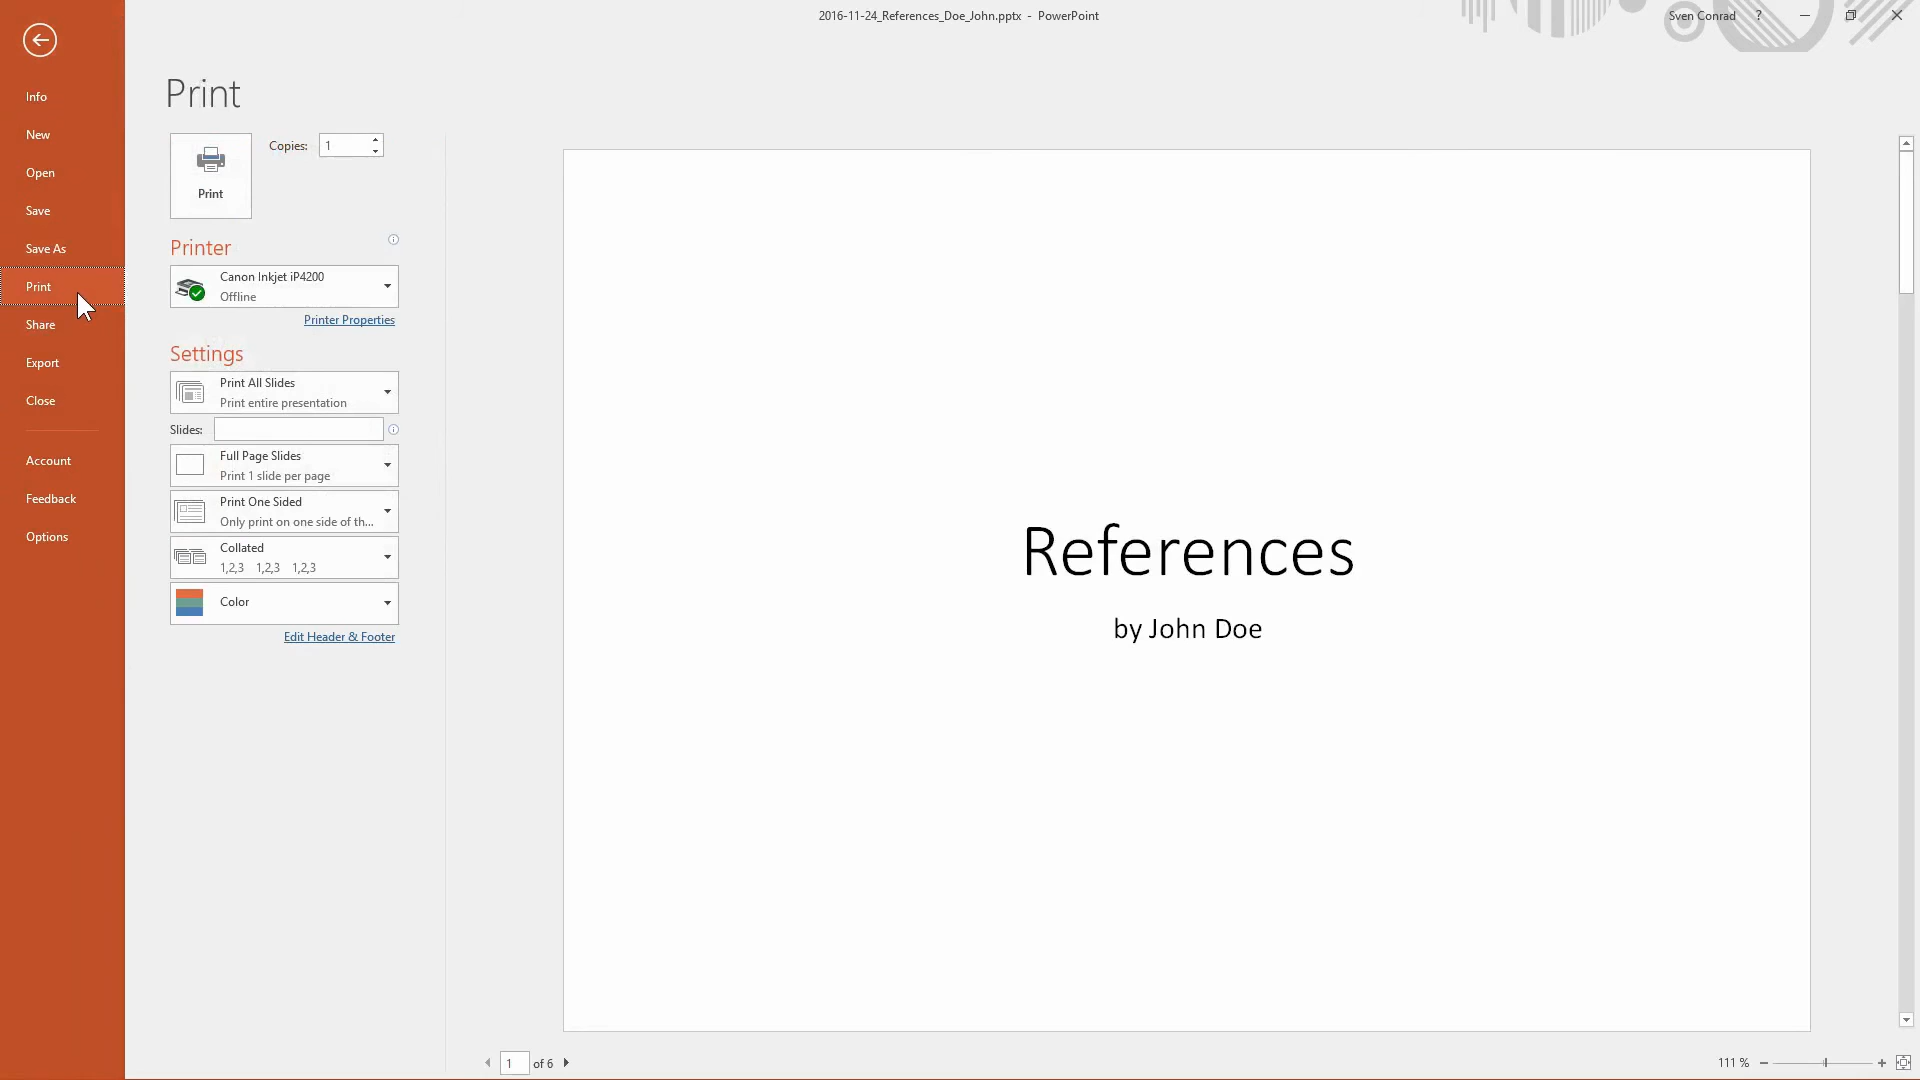 2016-11-24_References_Doe_John.pptx - PowerPoint
Sven Conrad ?
Info
New
Open
Save
Save As
Print
Share
Export
Close
Account
Feedback
Options
Print
Print
Copies: 1
Printer
Canon Inkjet iP4200
Offline
Printer Properties
Settings
Print All Slides
Print entire presentation
Slides:
Full Page Slides
Print 1 slide per page
Print One Sided
Only print on one side of th...
Collated
1,2,3 1,2,3 1,2,3
Color
Edit Header & Footer
References
by John Doe
1 of 6
111 %